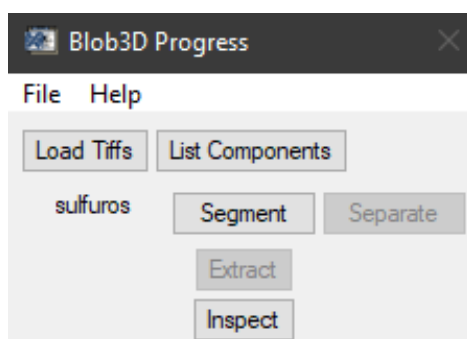 Blob3D Progress
File Help
Load Tiffs List Components
sulfuros Segment Separate
Extract
Inspect